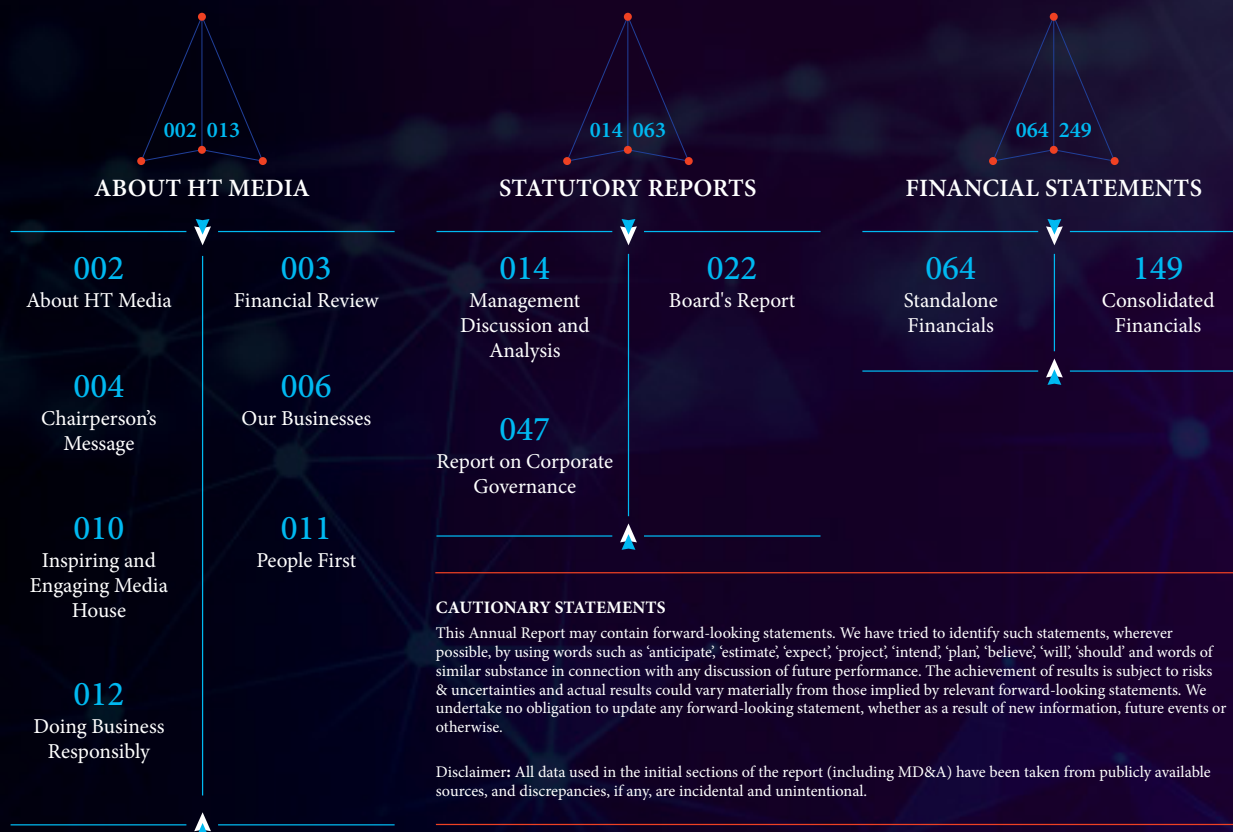 002 013
ABOUT HT MEDIA
002
About HT Media
003
Financial Review
004
Chairperson’s
Message
006
Our Businesses
010
Inspiring and
Engaging Media
House
011
People First
012
Doing Business
Responsibly
014 063
STATUTORY REPORTS
014
Management
Discussion and
Analysis
022
Board's Report
047
Report on Corporate
Governance
064 249
FINANCIAL STATEMENTS
064
Standalone
Financials
149
Consolidated
Financials
CAUTIONARY STATEMENTS
This Annual Report may contain forward-looking statements. We have tried to identify such statements, wherever
possible, by using words such as ‘anticipate’, ‘estimate’, ‘expect’, ‘project’, ‘intend’, ‘plan’, ‘believe’, ‘will’, ‘should’ and words of
similar substance in connection with any discussion of future performance. The achievement of results is subject to risks
& uncertainties and actual results could vary materially from those implied by relevant forward-looking statements. We
undertake no obligation to update any forward-looking statement, whether as a result of new information, future events or
otherwise.
Disclaimer: All data used in the initial sections of the report (including MD&A) have been taken from publicly available
sources, and discrepancies, if any, are incidental and unintentional.